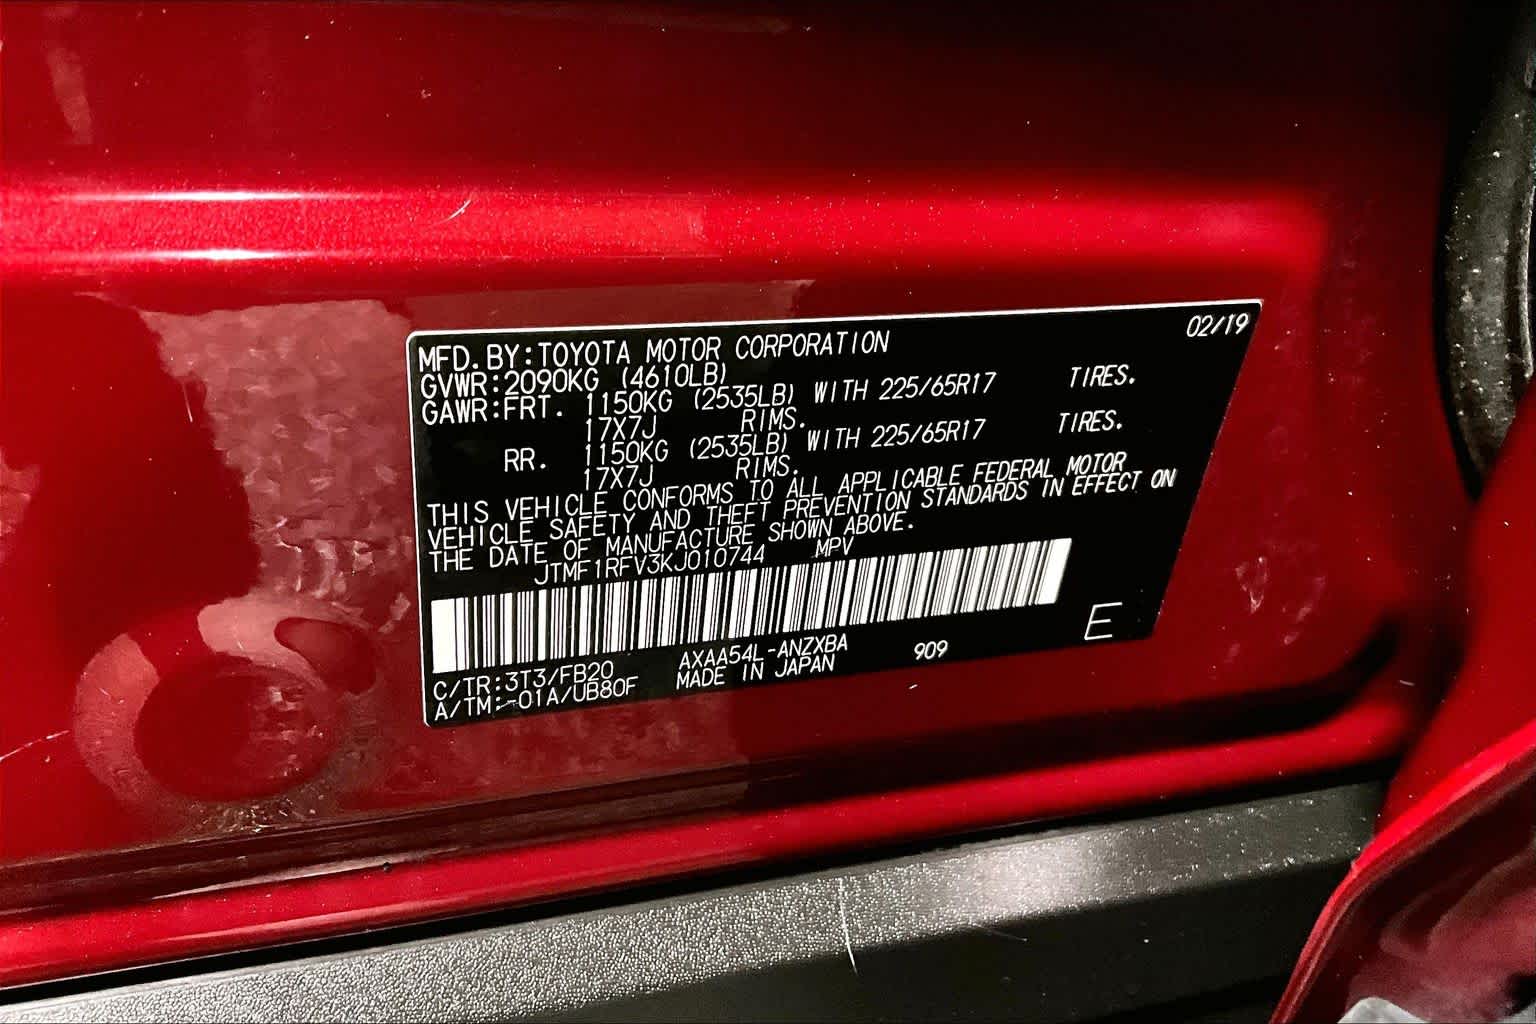 02/19
MFD.BY:TOYOTA MOTOR CORPORATION
GVWR:2090KG (4610LB)
GAWR:FRT. 1150KG (2535LB) WITH 225/65R17 TIRES.
17X7J RIMS.
RR. 1150KG (2535LB) WITH 225/65R17 TIRES.
17X7J RIMS.
THIS VEHICLE CONFORMS TO ALL APPLICABLE FEDERAL MOTOR
VEHICLE SAFETY AND THEFT PREVENTION STANDARDS IN EFFECT ON
THE DATE OF MANUFACTURE SHOWN ABOVE.
JTMF1RFV3KJ010744 MPV
C/TR:3T3/FB20 AXAA54L-ANZXBA 909 E
A/TM:-01A/UB80F MADE IN JAPAN